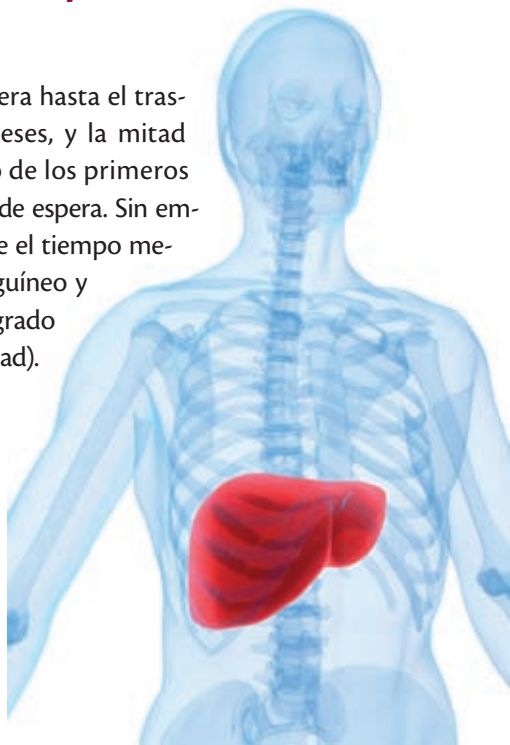 era hasta el tras-
eses, y la mitad
de los primeros
de espera. Sin em-
e el tiempo me-
guíneo y
grado
ad).